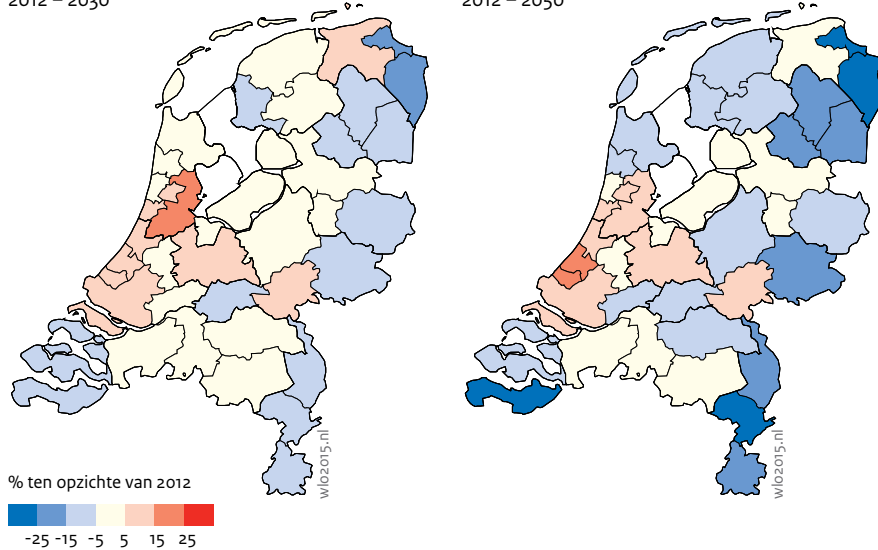 2012 – 2030
2012 – 2050
wlo2015.nl
wlo2015.nl
% ten opzichte van 2012
-25 -15 -5 5 15 25